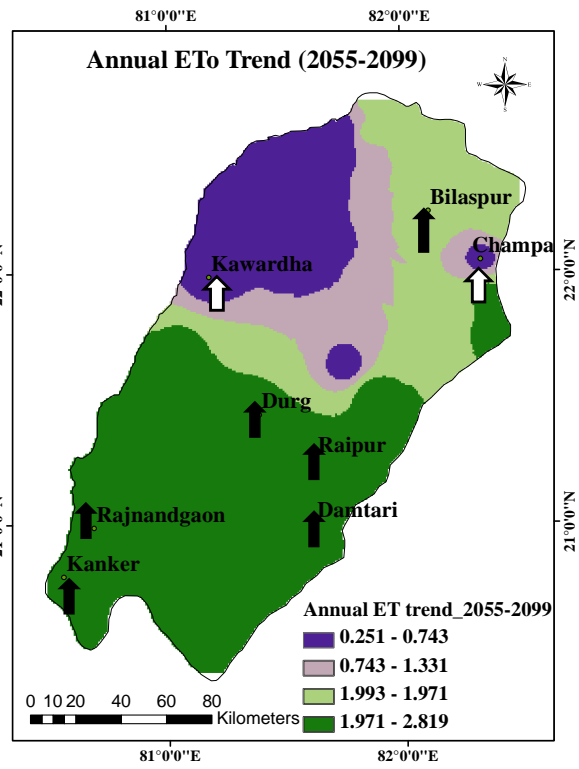 81°0'0"E 82°0'0"E
Annual ETo Trend (2055-2099)
N
W E
S
Bilaspur
Champa
Kawardha
22°0'0"N 22°0'0"N
Durg
Raipur
Rajnandgaon
Damtari
21°0'0"N 21°0'0"N
Kanker
Annual ET trend_2055-2099
0.251 - 0.743
0.743 - 1.331
1.993 - 1.971
1.971 - 2.819
0 10 20 40 60 80
Kilometers
81°0'0"E 82°0'0"E